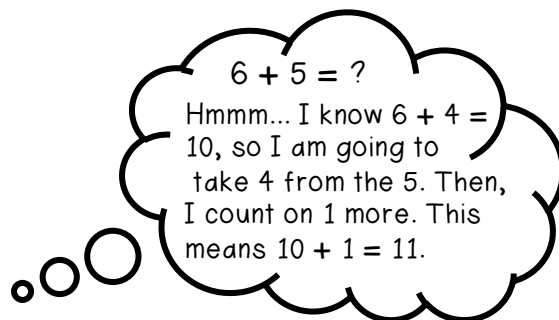 6 + 5 = ?
Hmmm... I know 6 + 4 =
10, so I am going to
take 4 from the 5. Then,
I count on 1 more. This
means 10 + 1 = 11.